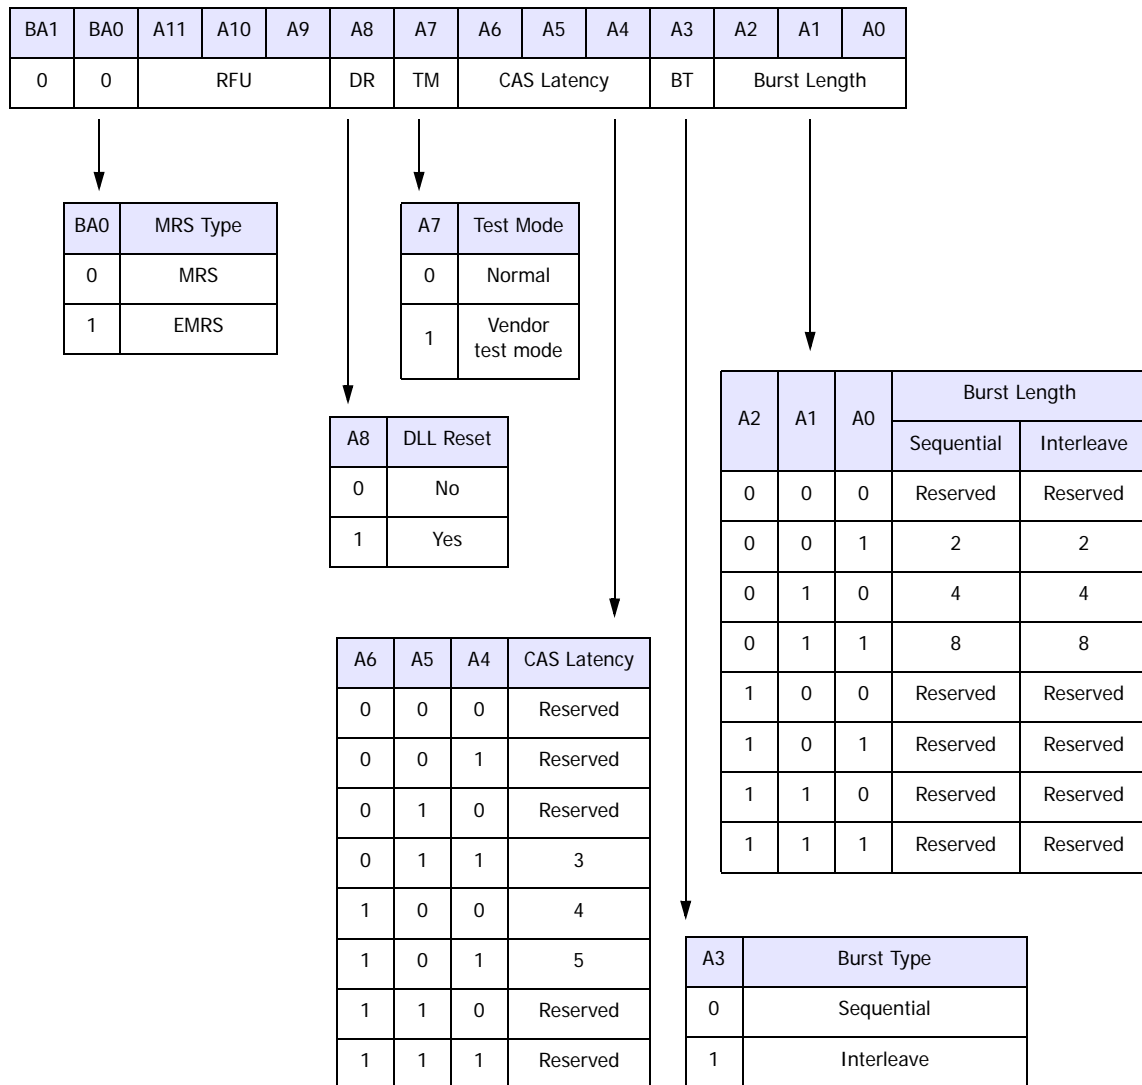 BA1 BA0 A11 A10 A9 A8 A7 A6 A5 A4 A3 A2 A1 A0
0 0 RFU DR TM CAS Latency BT Burst Length
BA0 MRS Type
0 MRS
1 EMRS
A7 Test Mode
0 Normal
1 Vendor
test mode
A8 DLL Reset
0 No
1 Yes
A2 A1 A0 Burst Length
Sequential Interleave
0 0 0 Reserved Reserved
0 0 1 2 2
0 1 0 4 4
0 1 1 8 8
1 0 0 Reserved Reserved
1 0 1 Reserved Reserved
1 1 0 Reserved Reserved
1 1 1 Reserved Reserved
A6 A5 A4 CAS Latency
0 0 0 Reserved
0 0 1 Reserved
0 1 0 Reserved
0 1 1 3
1 0 0 4
1 0 1 5
1 1 0 Reserved
1 1 1 Reserved
A3 Burst Type
0 Sequential
1 Interleave